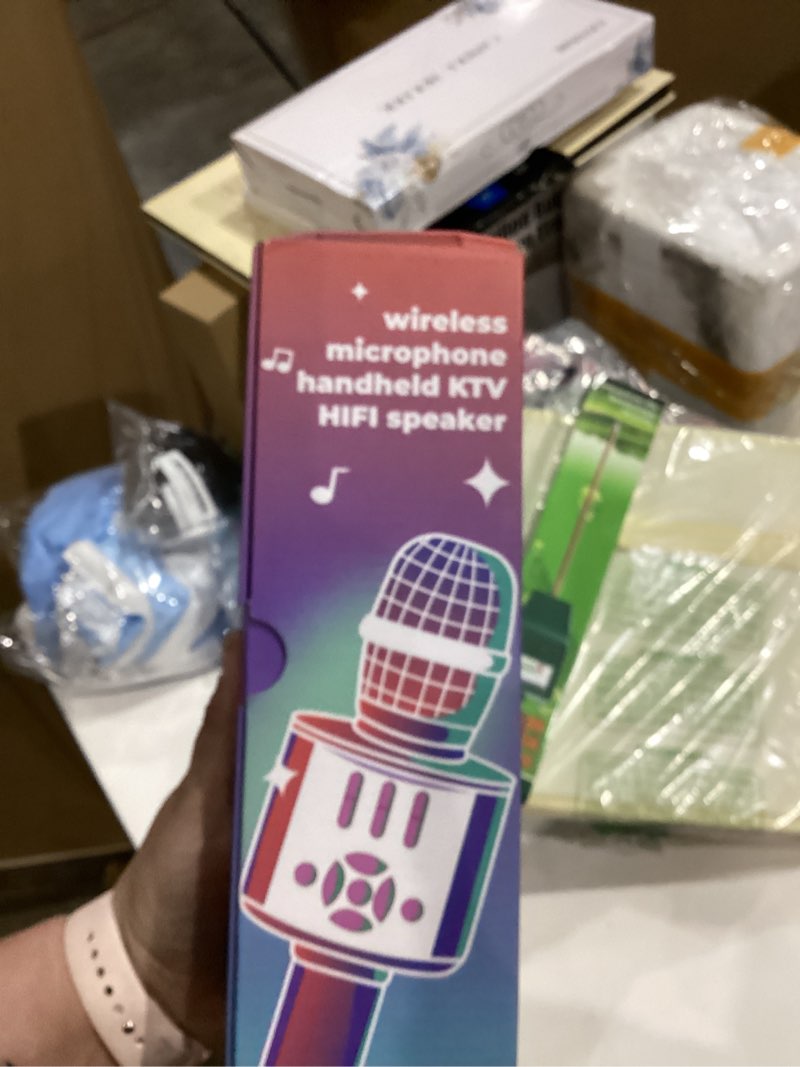 wireless
microphone
handheld KTV
HIFI speaker